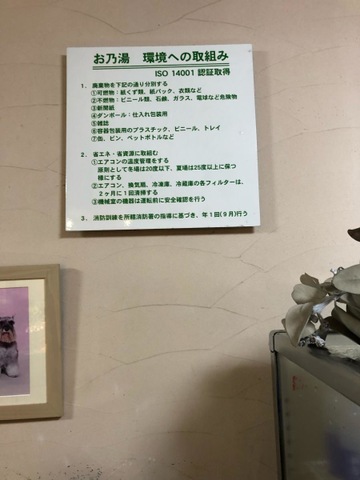 お乃湯　環境への取組み
ISO 14001 認証取得
1．廃棄物を下記の通り分別する
①可燃物：紙くず類、紙パック、衣類など
②不燃物：ビニール類、石鹸、ガラス、電球など危険物
③新聞紙
④ダンボール：仕入れ包装用
⑤雑誌
⑥容器包装用のプラスチック、ビニール、トレイ
⑦缶、ビン、ペットボトルなど
2．省エネ・省資源に取組む
①エアコンの温度管理をする
原則として冬場は20度以下、夏場は25度以上に保つ
様にする
②エアコン、換気扇、冷凍庫、冷蔵庫の各フィルターは、
2ヶ月に1回清掃する
③機械室の機器は運転前に安全確認を行う
3．消防訓練を所轄消防署の指導に基づき、年1回(9月)行う